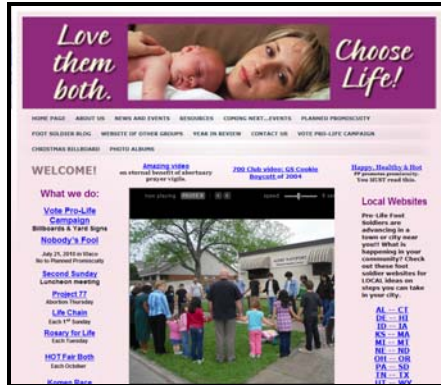 Love
them
both.
Choose
Life!
HOME PAGE ABOUT US NEWS AND EVENTS RESOURCES COMING NEXT...EVENTS PLANNED PROMISCUITY
FOOT SOLDIER BLOG WEBSITE OF OTHER GROUPS YEAR IN REVIEW CONTACT US VOTE PRO-LIFE CAMPAIGN
CHRISTMAS BILLBOARD PHOTO ALBUMS
WELCOME!
What we do:
Vote Pro-Life
Campaign
Billboards & Yard Signs
Nobody's Fool
July 25, 2010 in Waco
No to Planned Promiscuity
Second Sunday
Luncheon meeting
Project 77
Abortion Thursday
Life Chain
Each 1st Sunday
Rosary for Life
Each Tuesday
HOT Fair Both
Each October
Komen Race
Amazing video
on eternal benefit of abortuary
prayer vigils.
700 Club video: GS Cookie
Boycott of 2004
Now playing
Speed:
Happy, Healthy & Hot
PP promotes promiscuity.
You MUST read this.
Local Websites
Pro-Life Foot
Soldiers are
advancing in a
town or city near
you!!! What is
happening in your
community? Check
out these foot
soldier websites for
LOCAL ideas on
steps you can take
in your city.
AL -- CT
DE -- HI
ID -- IA
KS -- MA
MI -- MT
NE -- ND
OH -- OR
PA -- SD
TN -- TX
UT -- WY